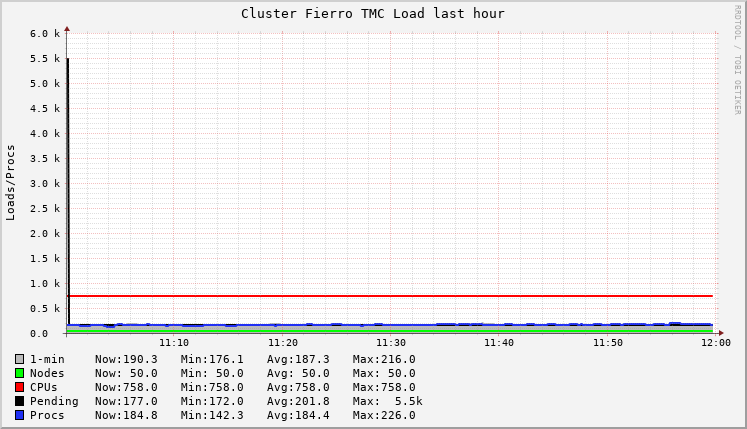 Cluster Fierro TMC Load last hour
RRDTOOL / TOBI OETIKER
Loads/Procs
6.0 k
5.5 k
5.0 k
4.5 k
4.0 k
3.5 k
3.0 k
2.5 k
2.0 k
1.5 k
1.0 k
0.5 k
0.0
11:10 11:20 11:30 11:40 11:50 12:00
1-min Now:190.3 Min:176.1 Avg:187.3 Max:216.0
Nodes Now: 50.0 Min: 50.0 Avg: 50.0 Max: 50.0
CPUs Now:758.0 Min:758.0 Avg:758.0 Max:758.0
Pending Now:177.0 Min:172.0 Avg:201.8 Max: 5.5k
Procs Now:184.8 Min:142.3 Avg:184.4 Max:226.0